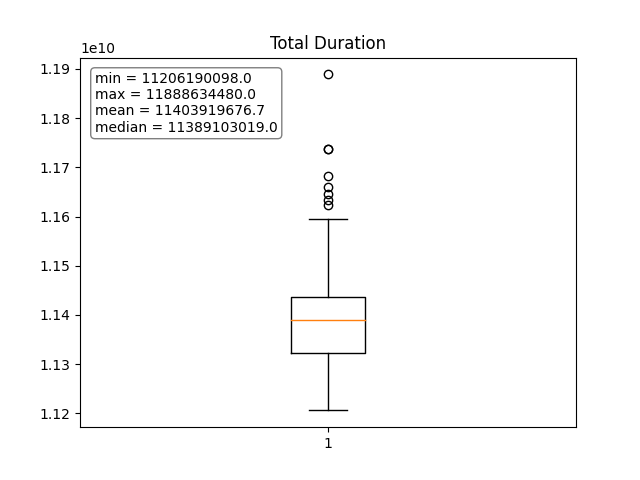 Total Duration
1e10
min = 11206190098.0
max = 11888634480.0
mean = 11403919676.7
median = 11389103019.0
1.19
1.18
1.17
1.16
1.15
1.14
1.13
1.12
1